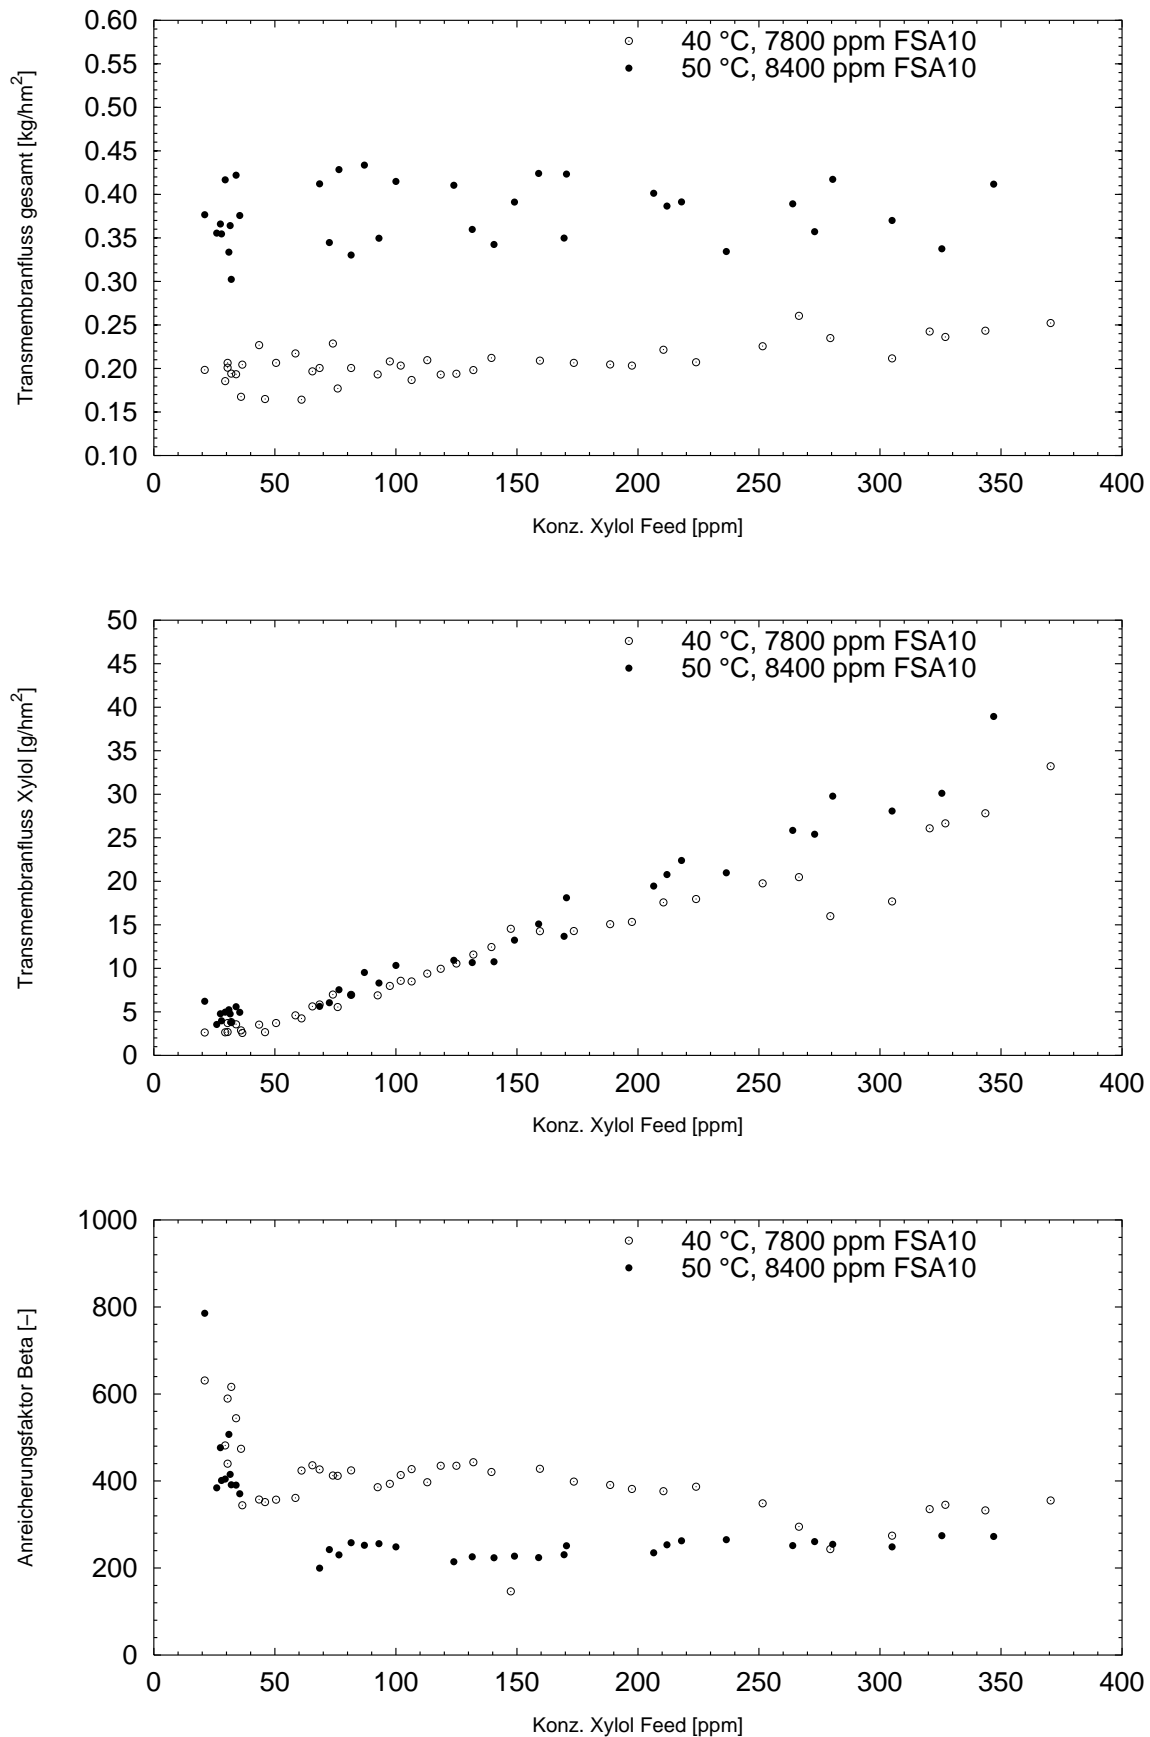 0.60
0.55
0.50
0.45
0.40
0.35
0.30
0.25
0.20
0.15
0.10
Transmembranfluss gesamt [kg/hm²]
40 °C, 7800 ppm FSA10
50 °C, 8400 ppm FSA10
0 50 100 150 200 250 300 350 400
Konz. Xylol Feed [ppm]
50
45
40
35
30
25
20
15
10
5
0
Transmembranfluss Xylol [g/hm²]
40 °C, 7800 ppm FSA10
50 °C, 8400 ppm FSA10
0 50 100 150 200 250 300 350 400
Konz. Xylol Feed [ppm]
1000
800
600
400
200
0
Anreicherungsfaktor Beta [−]
40 °C, 7800 ppm FSA10
50 °C, 8400 ppm FSA10
0 50 100 150 200 250 300 350 400
Konz. Xylol Feed [ppm]